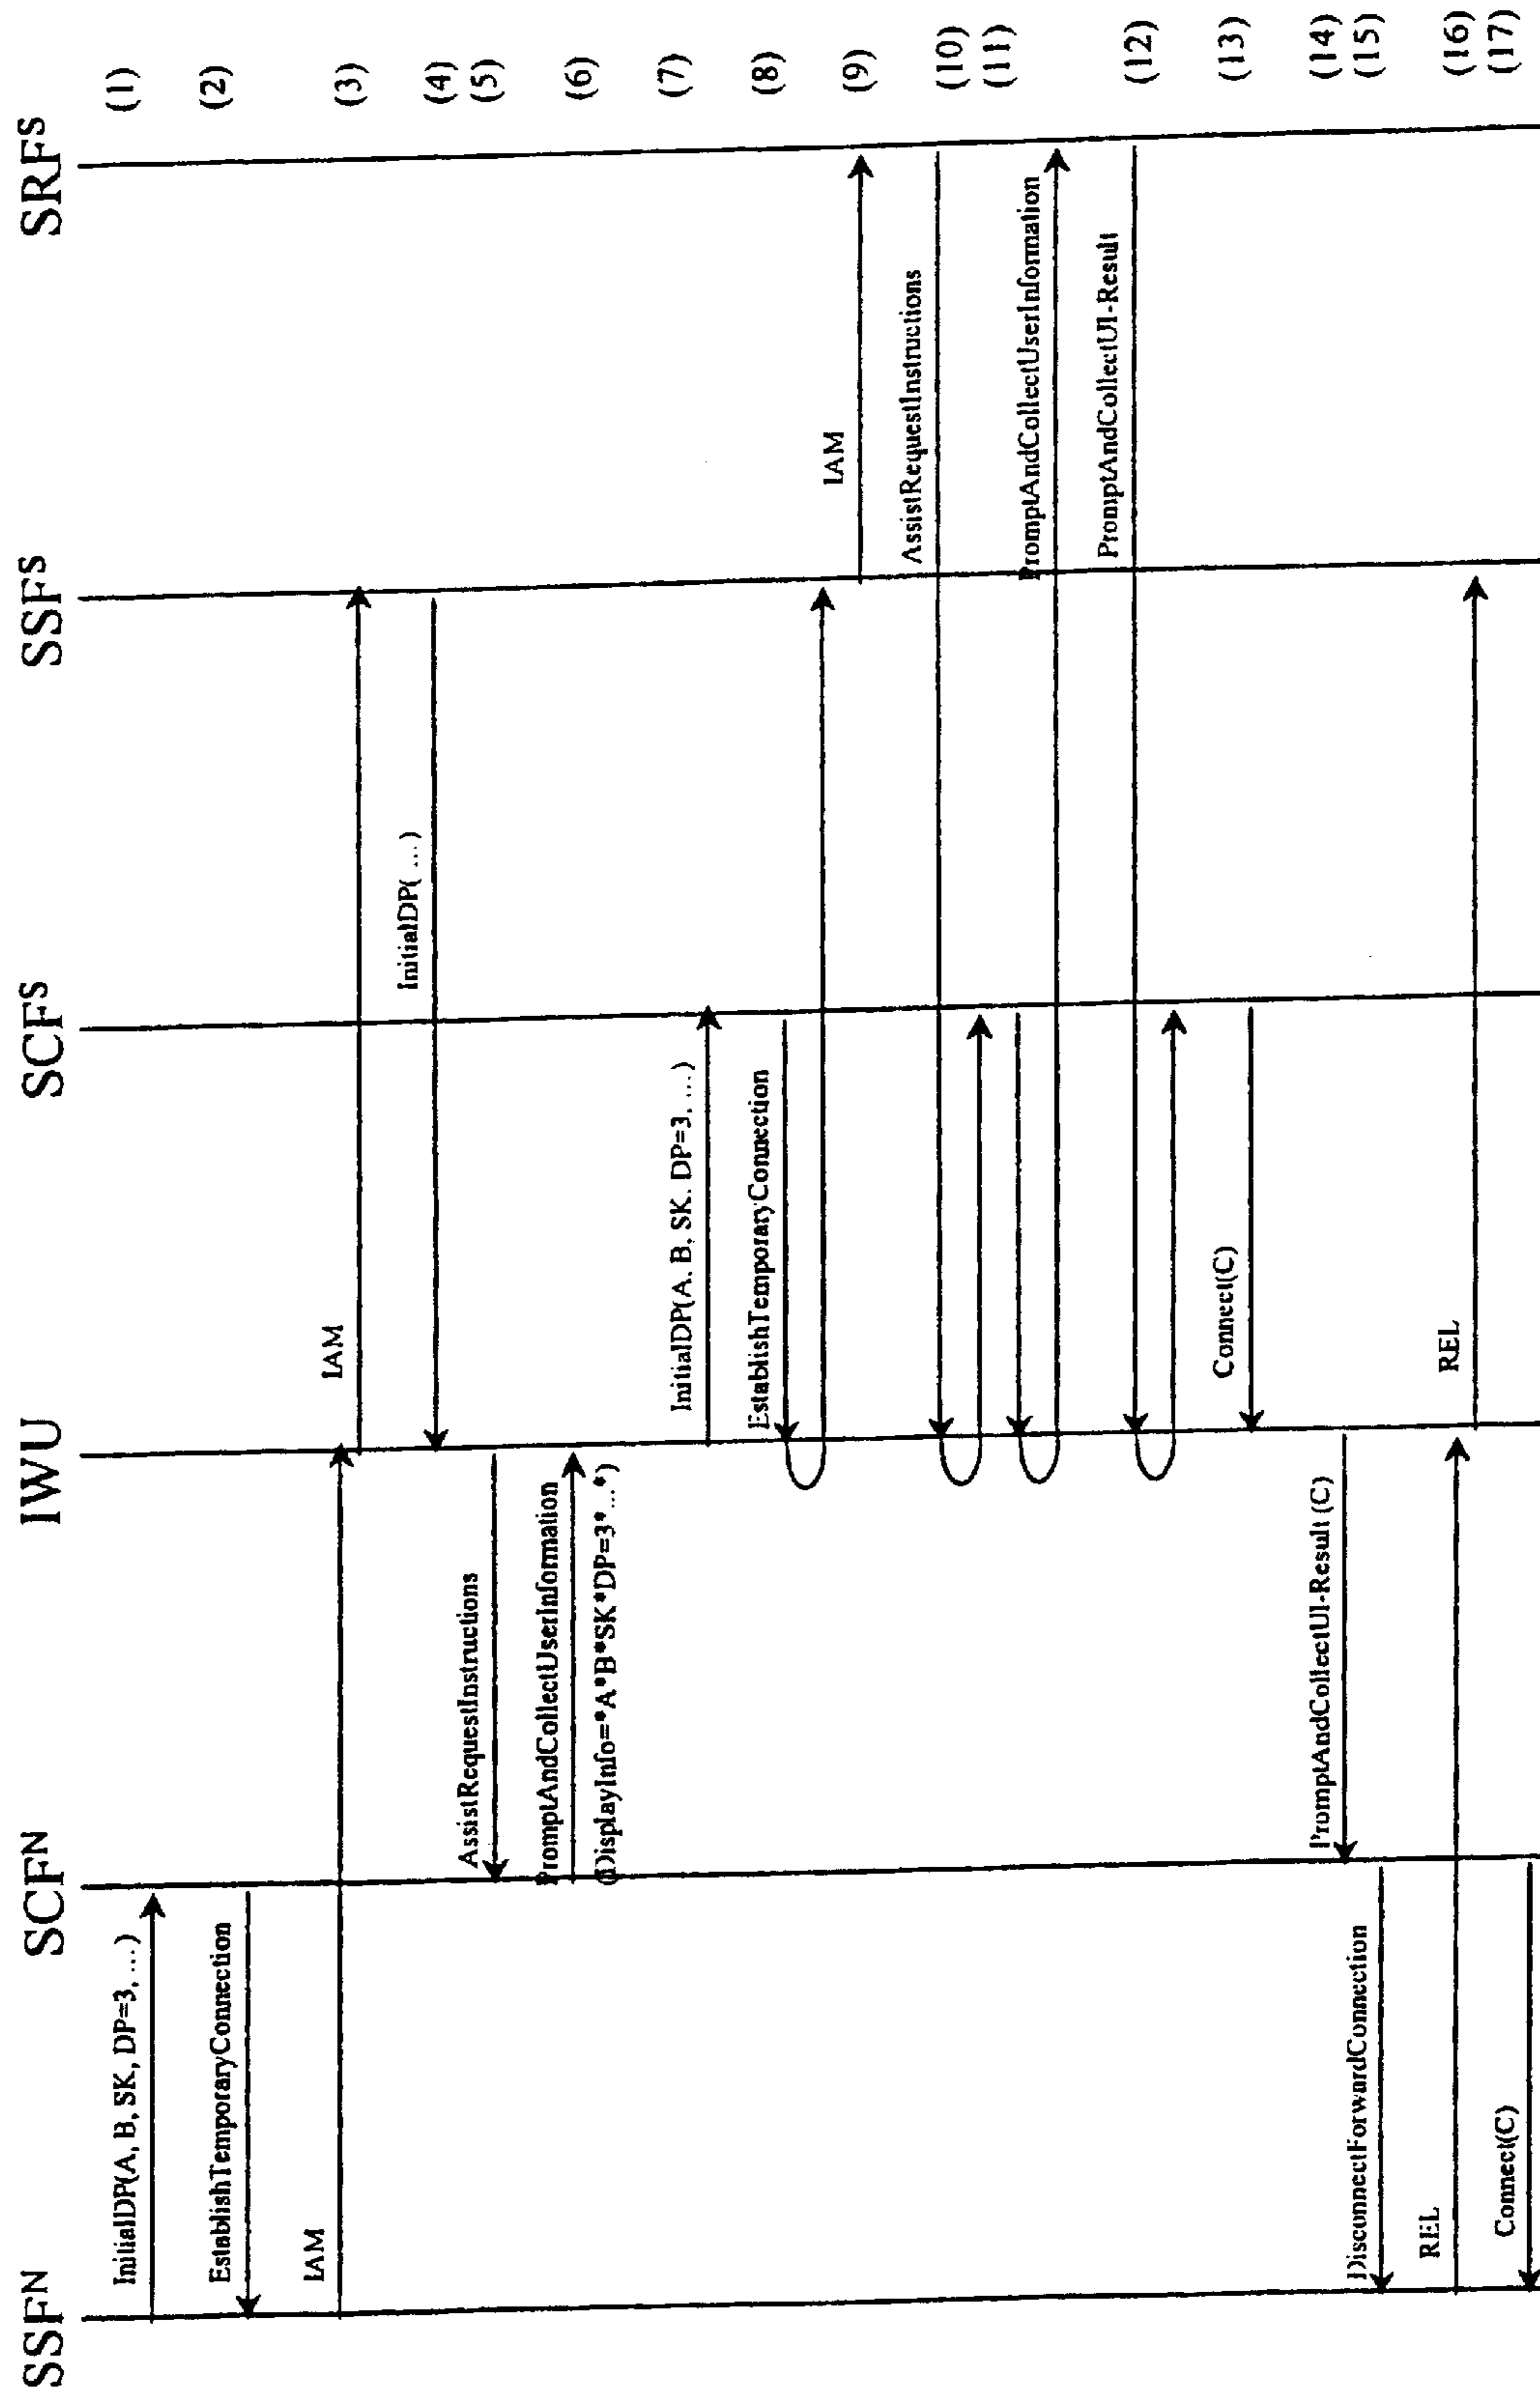 SSFN SCFN IWU SCFS SSFS SRFS
InitialDP(A, B, SK, DP=3, ...) (1)
EstablishTemporaryConnection (2)
IAM IAM (3)
InitialDP( ...) (4)
AssistRequestInstructions (5)
PromptAndCollectUserInformation (6)
(DisplayInfo=*A*B*SK*DP=3*...*)
InitialDP(A, B, SK, DP=3, ...) (7)
EstablishTemporaryConnection (8)
IAM (9)
AssistRequestInstructions (10)
(11)
PromptAndCollectUserInformation
PromptAndCollectUI-Result (12)
Connect(C) (13)
PromptAndCollectUI-Result (C) (14)
DisconnectForwardConnection (15)
REL REL (16)
Connect(C) (17)